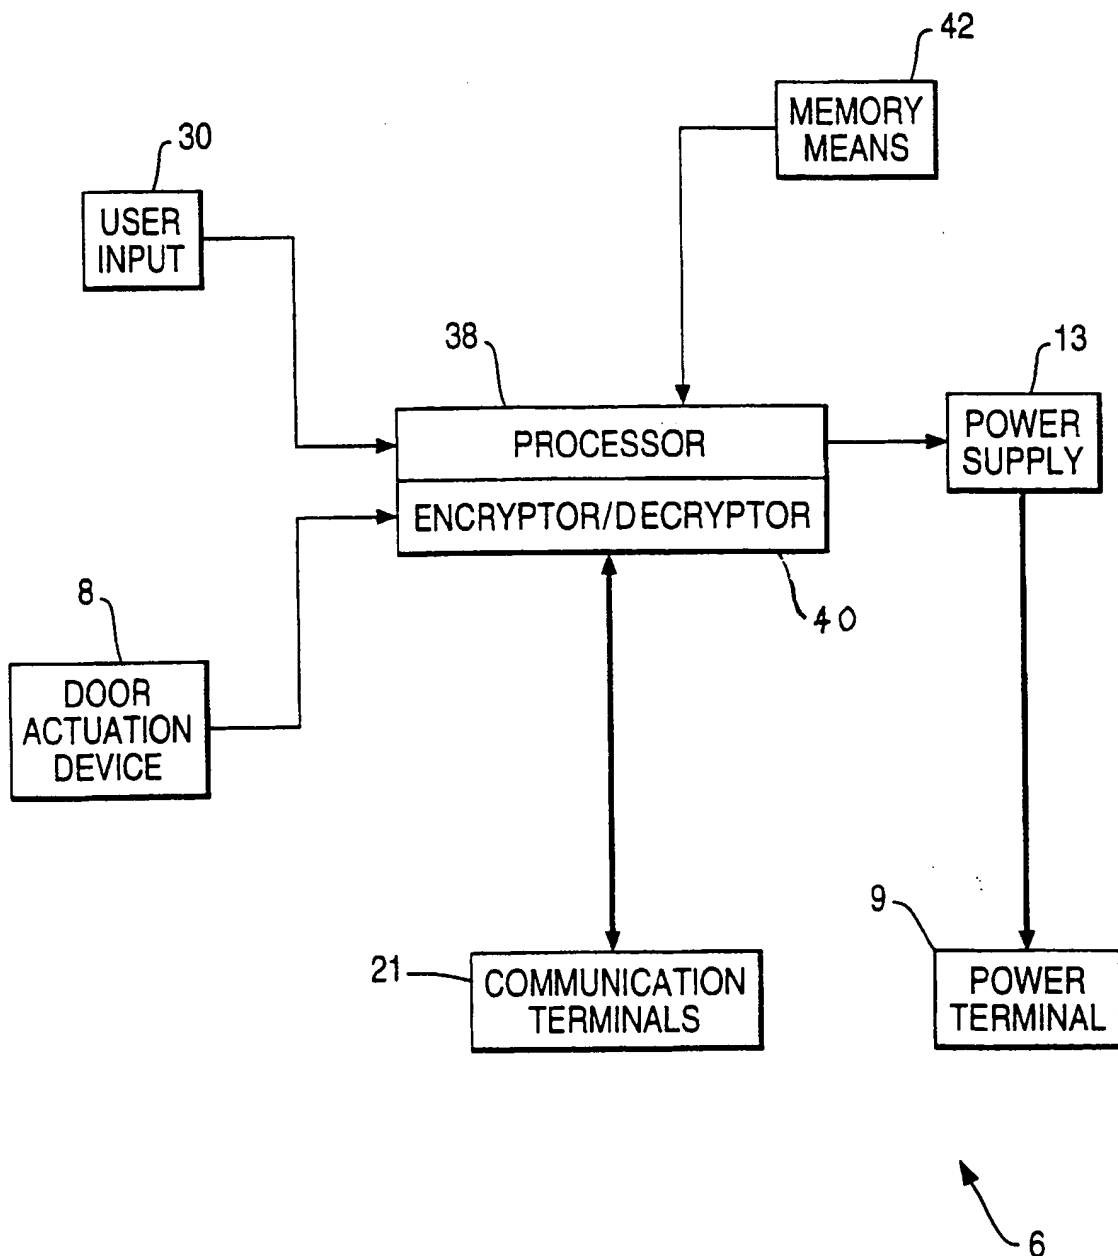 42
MEMORY
MEANS
30
USER
INPUT
38
13
PROCESSOR
POWER
SUPPLY
ENCRYPTOR/DECRYPTOR
40
8
DOOR
ACTUATION
DEVICE
21
COMMUNICATION
TERMINALS
9
POWER
TERMINAL
6